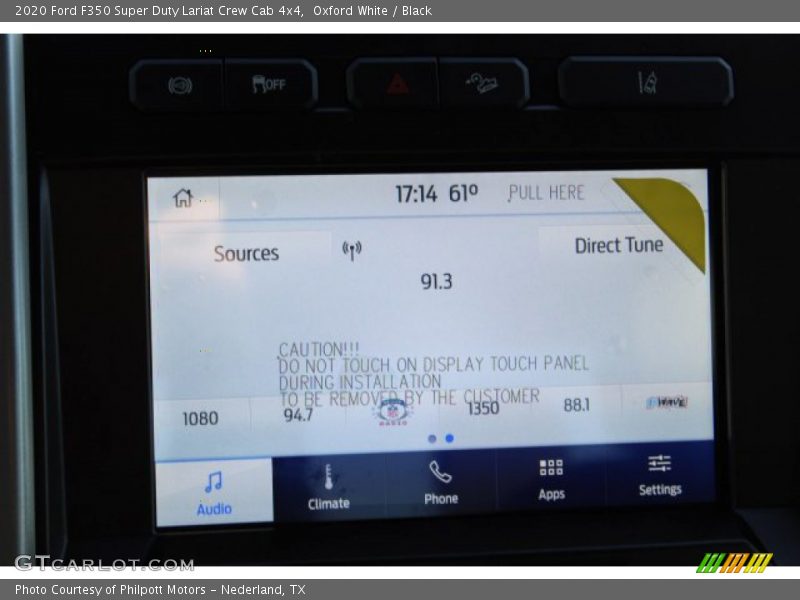 2020 Ford F350 Super Duty Lariat Crew Cab 4x4, Oxford White / Black
OFF
17:14 61º PULL HERE
Sources
Direct Tune
91.3
CAUTION!!!
DO NOT TOUCH ON DISPLAY TOUCH PANEL
DURING INSTALLATION
TO BE REMOVED BY THE CUSTOMER
1080 94.7 RADIO 1350 88.1 WAVE
Audio Climate Phone Apps Settings
GTCARLOT.COM
Photo Courtesy of Philpott Motors - Nederland, TX